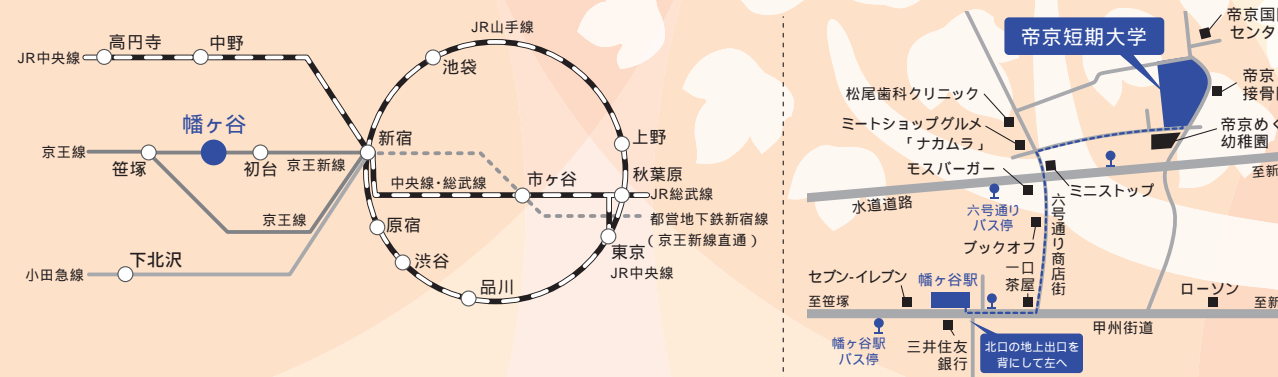 JR山手線
高円寺
中野
JR中央線
池袋
幡ヶ谷
新宿
上野
京王線
笹塚
初台
京王新線
秋葉原
中央線・総武線
市ヶ谷
JR総武線
京王線
原宿
都営地下鉄新宿線
(京王新線直通)
東京
JR中央線
下北沢
小田急線
渋谷
品川
帝京国
センタ
帝京短期大学
帝京
接骨
松尾歯科クリニック
ミートショップグルメ
「ナカムラ」
帝京めぐ
幼稚園
モスバーガー
至新
ミニストップ
水道道路
六号通り
バス停
六号通り商店街
ブックオフ
一口
茶屋
セブン-イレブン
幡ヶ谷駅
ローソン
至笹塚
至新
甲州街道
幡ヶ谷駅
バス停
三井住友
銀行
北口の地上出口を
背にして左へ